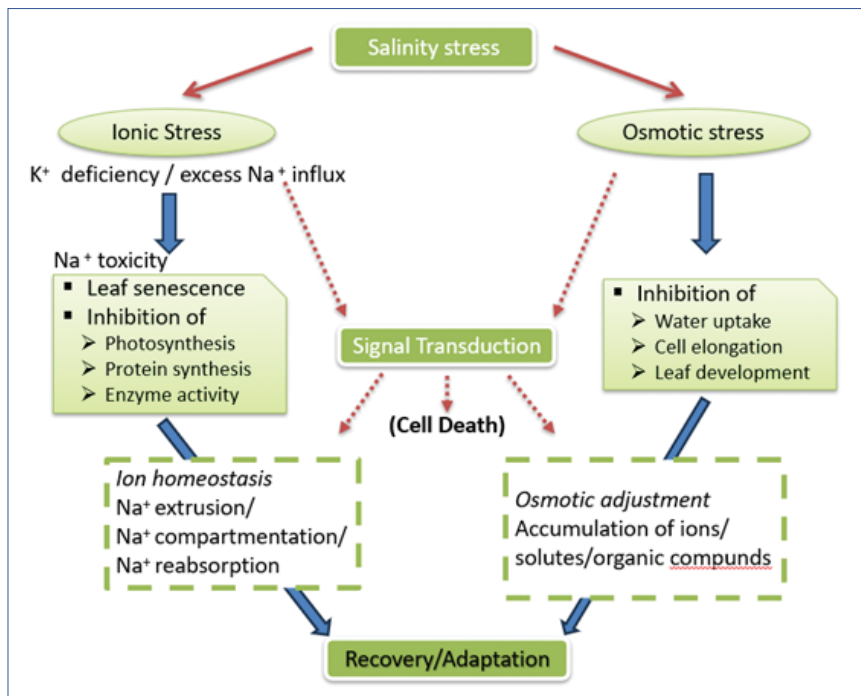 Salinity stress
Ionic Stress
Osmotic stress
K⁺ deficiency / excess Na⁺ influx
Na⁺ toxicity
▪ Leaf senescence
▪ Inhibition of
➢ Photosynthesis
➢ Protein synthesis
➢ Enzyme activity
▪ Inhibition of
➢ Water uptake
➢ Cell elongation
➢ Leaf development
Signal Transduction
(Cell Death)
Ion homeostasis
Na⁺ extrusion/
Na⁺ compartmentation/
Na⁺ reabsorption
Osmotic adjustment
Accumulation of ions/
solutes/organic compunds
Recovery/Adaptation